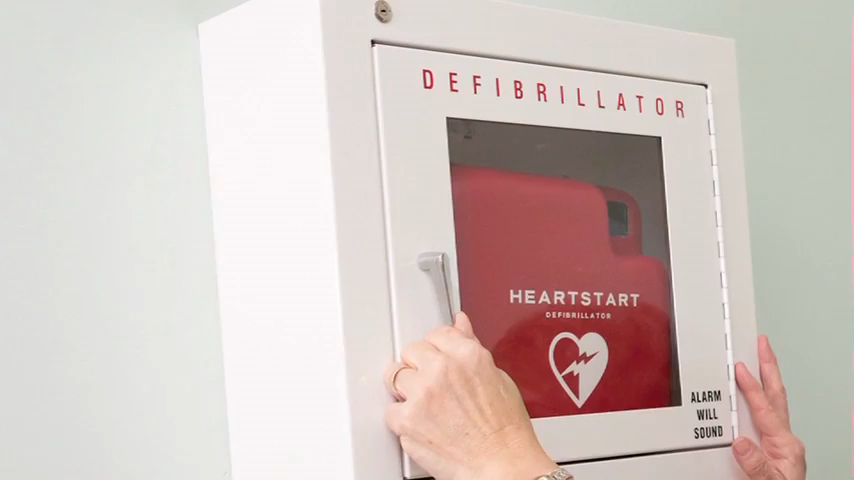 DEFIBRILLATOR
HEARTSTART
DEFIBRILLATOR
ALARM
WILL
SOUND